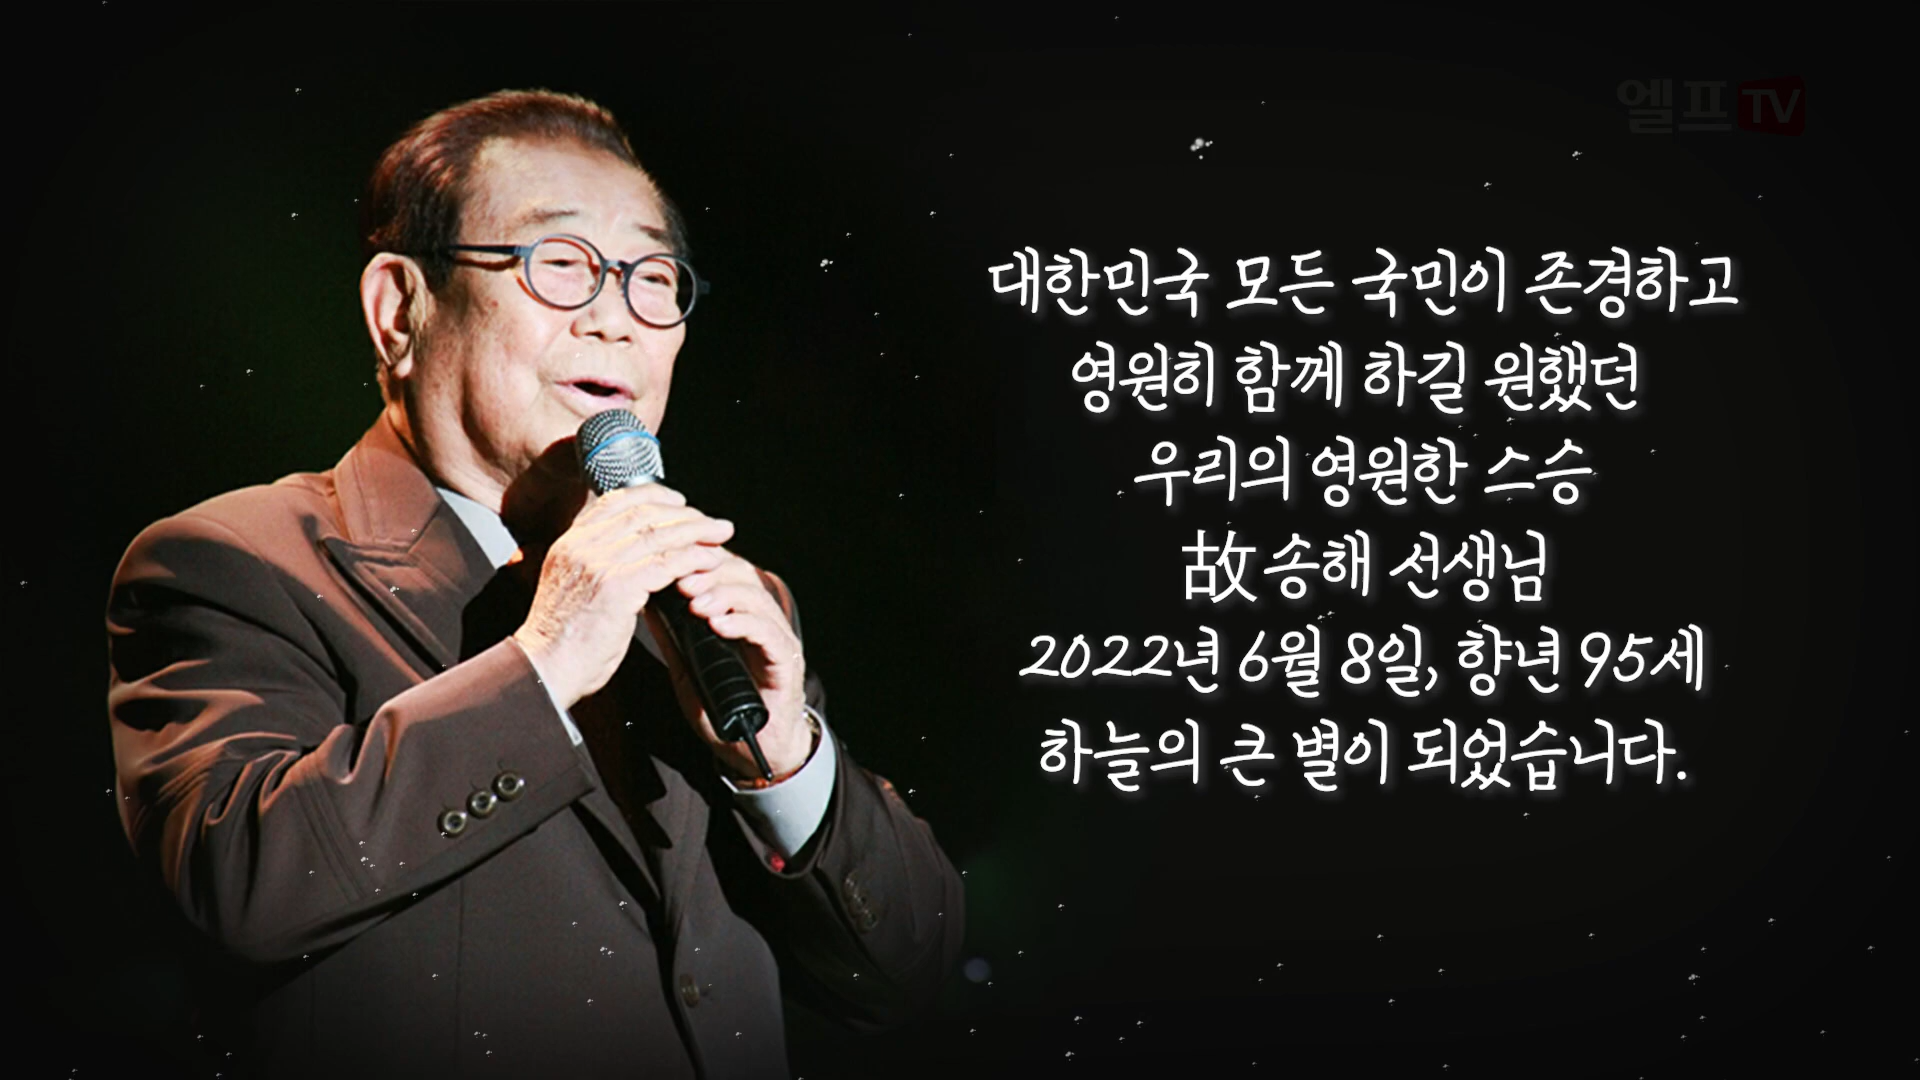 엘프TV
대한민국 모든 국민이 존경하고
영원히 함께 하길 원했던
우리의 영원한 스승
故송해 선생님
2022년 6월 8일, 향년 95세
하늘의 큰 별이 되었습니다.